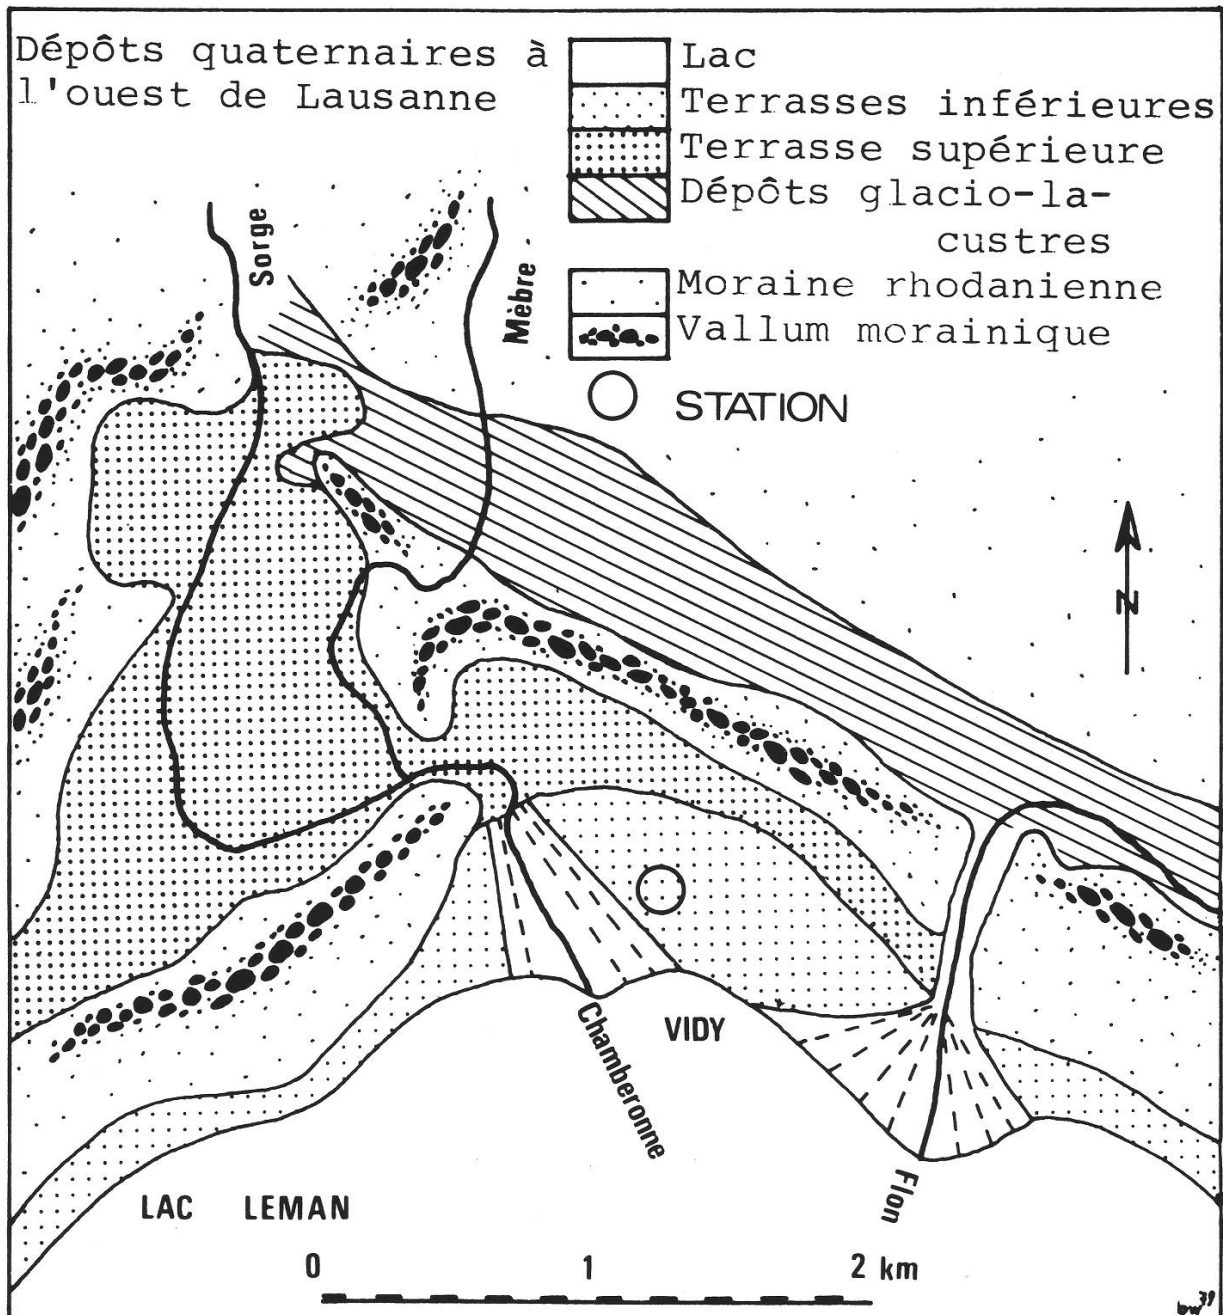 Dépôts quaternaires à
l'ouest de Lausanne
Lac
Terrasses inférieures
Terrasse supérieure
Dépôts glacio-la-
custres
Moraine rhodanienne
Vallum morainique
STATION
Sorge
Mèbre
N
VIDY
Chamberonne
Flon
LAC LEMAN
0 1 2 km